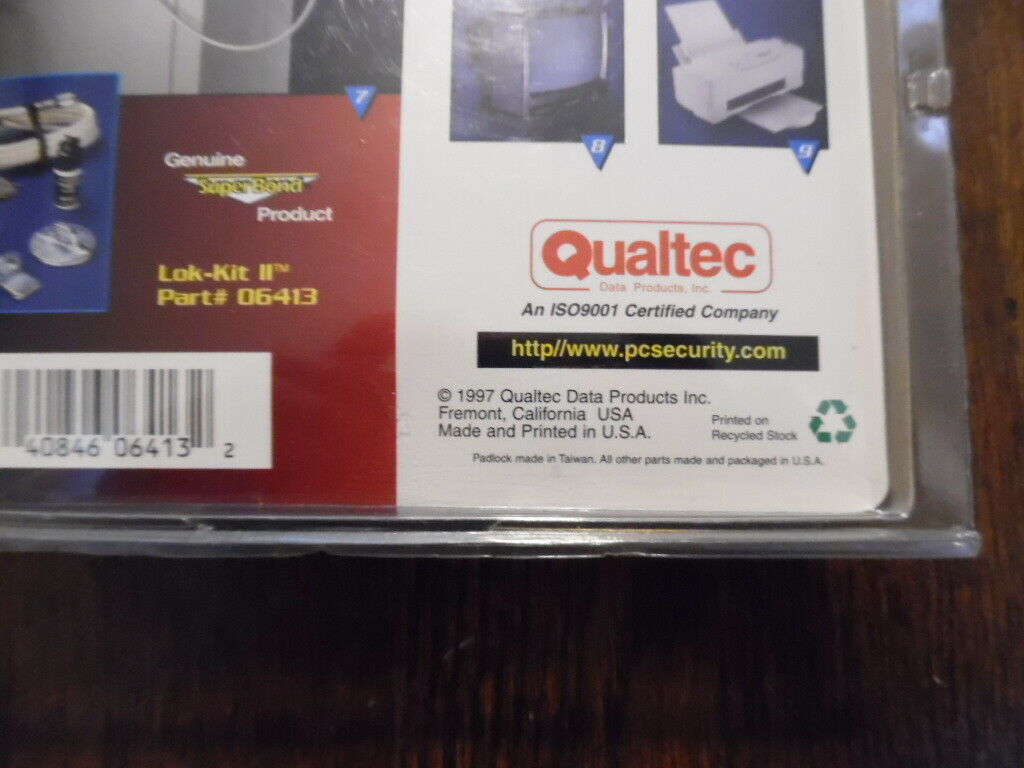 7
8
9
Genuine
SuperBond
Product
Lok-Kit II™
Part# 06413
40846 06413 2
Qualtec
Data Products, Inc.
An ISO9001 Certified Company
http//www.pcsecurity.com
© 1997 Qualtec Data Products Inc.
Fremont, California USA
Made and Printed in U.S.A.
Printed on
Recycled Stock
Padlock made in Taiwan. All other parts made and packaged in U.S.A.